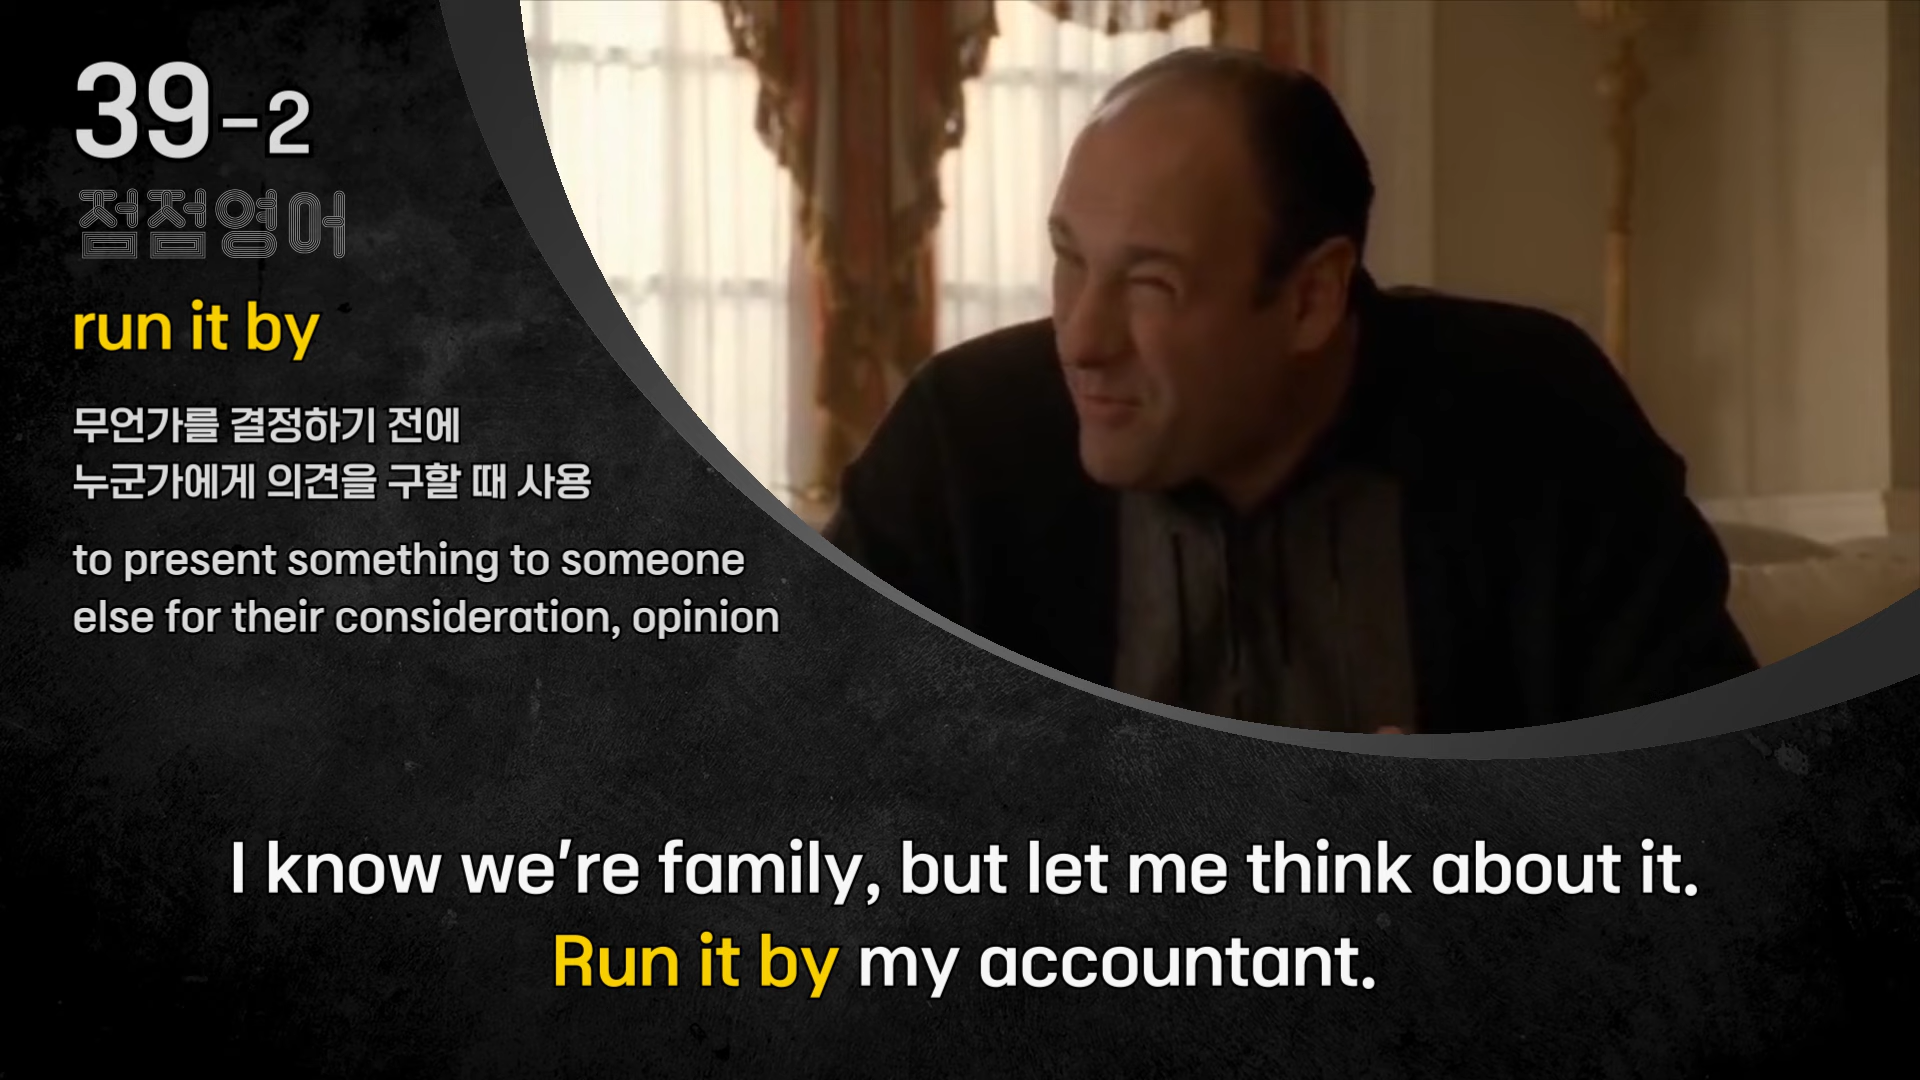 39-2
점점영어
run it by
무언가를 결정하기 전에
누군가에게 의견을 구할 때 사용
to present something to someone
else for their consideration, opinion
I know we're family, but let me think about it.
Run it by my accountant.